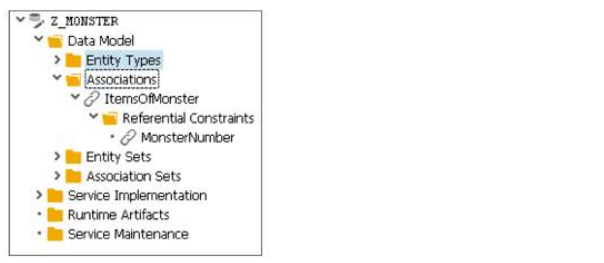 Z_MONSTER
Data Model
Entity Types
Associations
ItemsOfMonster
Referential Constraints
MonsterNumber
Entity Sets
Association Sets
Service Implementation
Runtime Artifacts
Service Maintenance